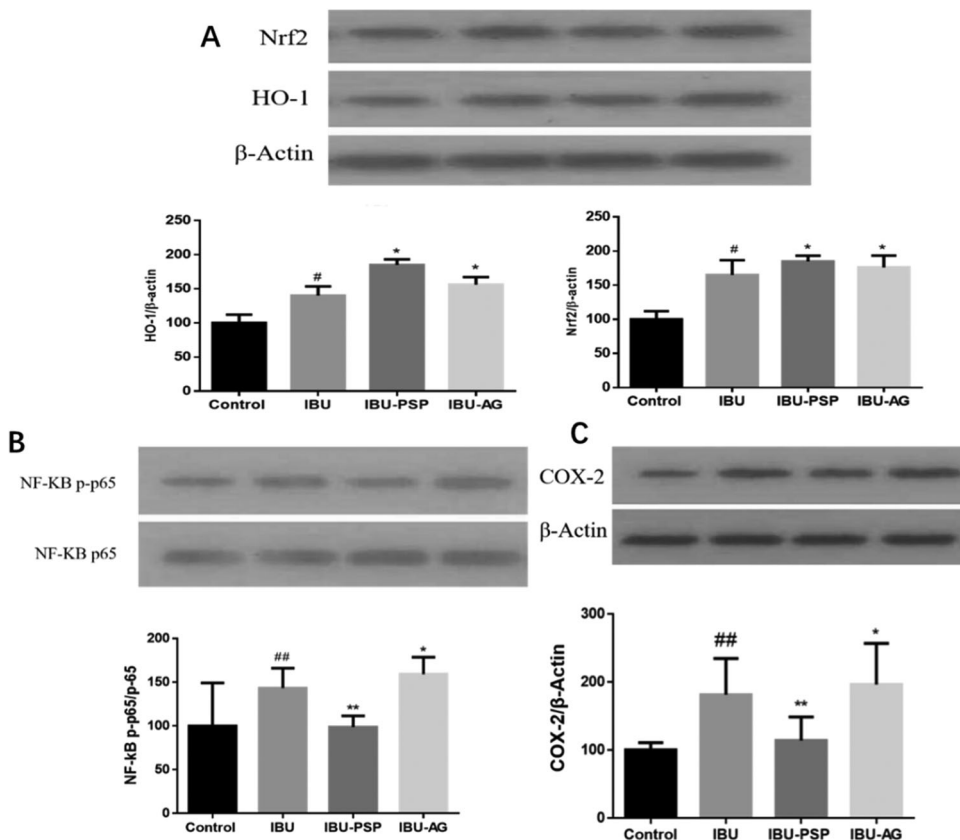 A
Nrf2
HO-1
β-Actin
HO-1/β-actin
250
200
150
100
50
0
#
*
*
Control IBU IBU-PSP IBU-AG
Nrf2/β-actin
250
200
150
100
50
0
#
*
*
Control IBU IBU-PSP IBU-AG
B
NF-KB p-p65
NF-KB p65
NF-kB p-p65/p-65
200
150
100
50
0
##
**
*
Control IBU IBU-PSP IBU-AG
C
COX-2
β-Actin
COX-2/β-Actin
300
200
100
0
##
**
*
Control IBU IBU-PSP IBU-AG